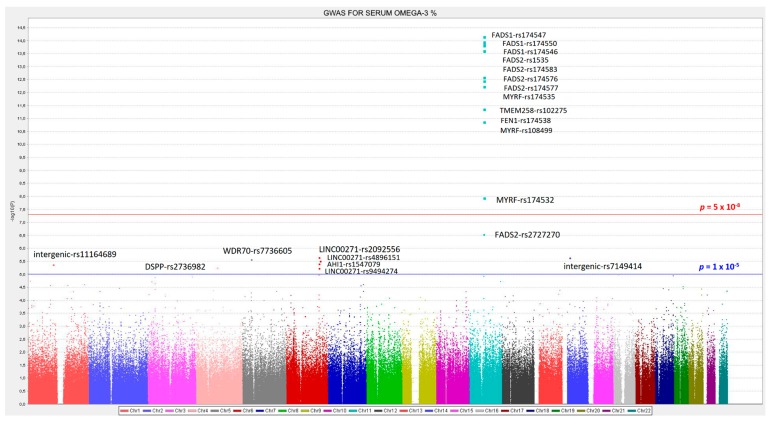 GWAS FOR SERUM OMEGA-3 %
14,5
14,0
13,5
13,0
12,5
12,0
11,5
11,0
10,5
10,0
9,5
9,0
8,5
8,0
7,5
7,0
6,5
6,0
5,5
5,0
4,5
4,0
3,5
3,0
2,5
2,0
1,5
1,0
0,5
0,0
-log10(P)
FADS1-rs174547
FADS1-rs174550
FADS1-rs174546
FADS2-rs1535
FADS2-rs174583
FADS2-rs174576
FADS2-rs174577
MYRF-rs174535
TMEM258-rs102275
FEN1-rs174538
MYRF-rs108499
MYRF-rs174532
p = 5 x 10-8
FADS2-rs2727270
intergenic-rs11164689
DSPP-rs2736982
WDR70-rs7736605
LINC00271-rs2092556
LINC00271-rs4896151
AHI1-rs1547079
LINC00271-rs9494274
intergenic-rs7149414
p = 1 x 10-5
Chr1 Chr2 Chr3 Chr4 Chr5 Chr6 Chr7 Chr8 Chr9 Chr10 Chr11 Chr12 Chr13 Chr14 Chr15 Chr16 Chr17 Chr18 Chr19 Chr20 Chr21 Chr22